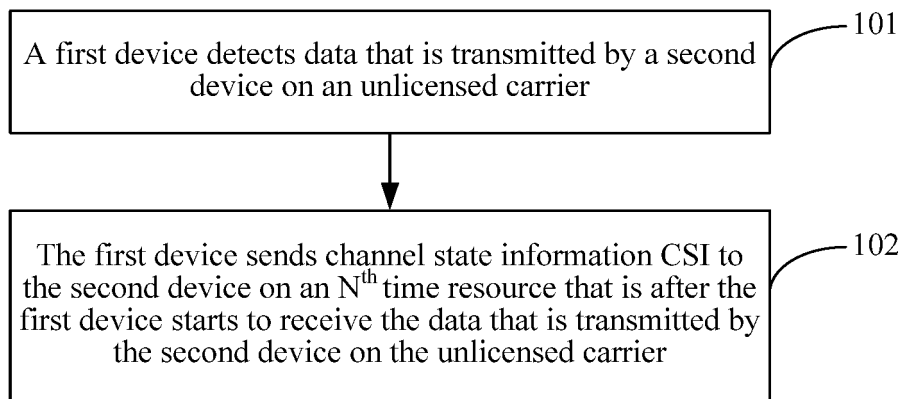 A first device detects data that is transmitted by a second
device on an unlicensed carrier
101
The first device sends channel state information CSI to
the second device on an Nth time resource that is after the
first device starts to receive the data that is transmitted by
the second device on the unlicensed carrier
102